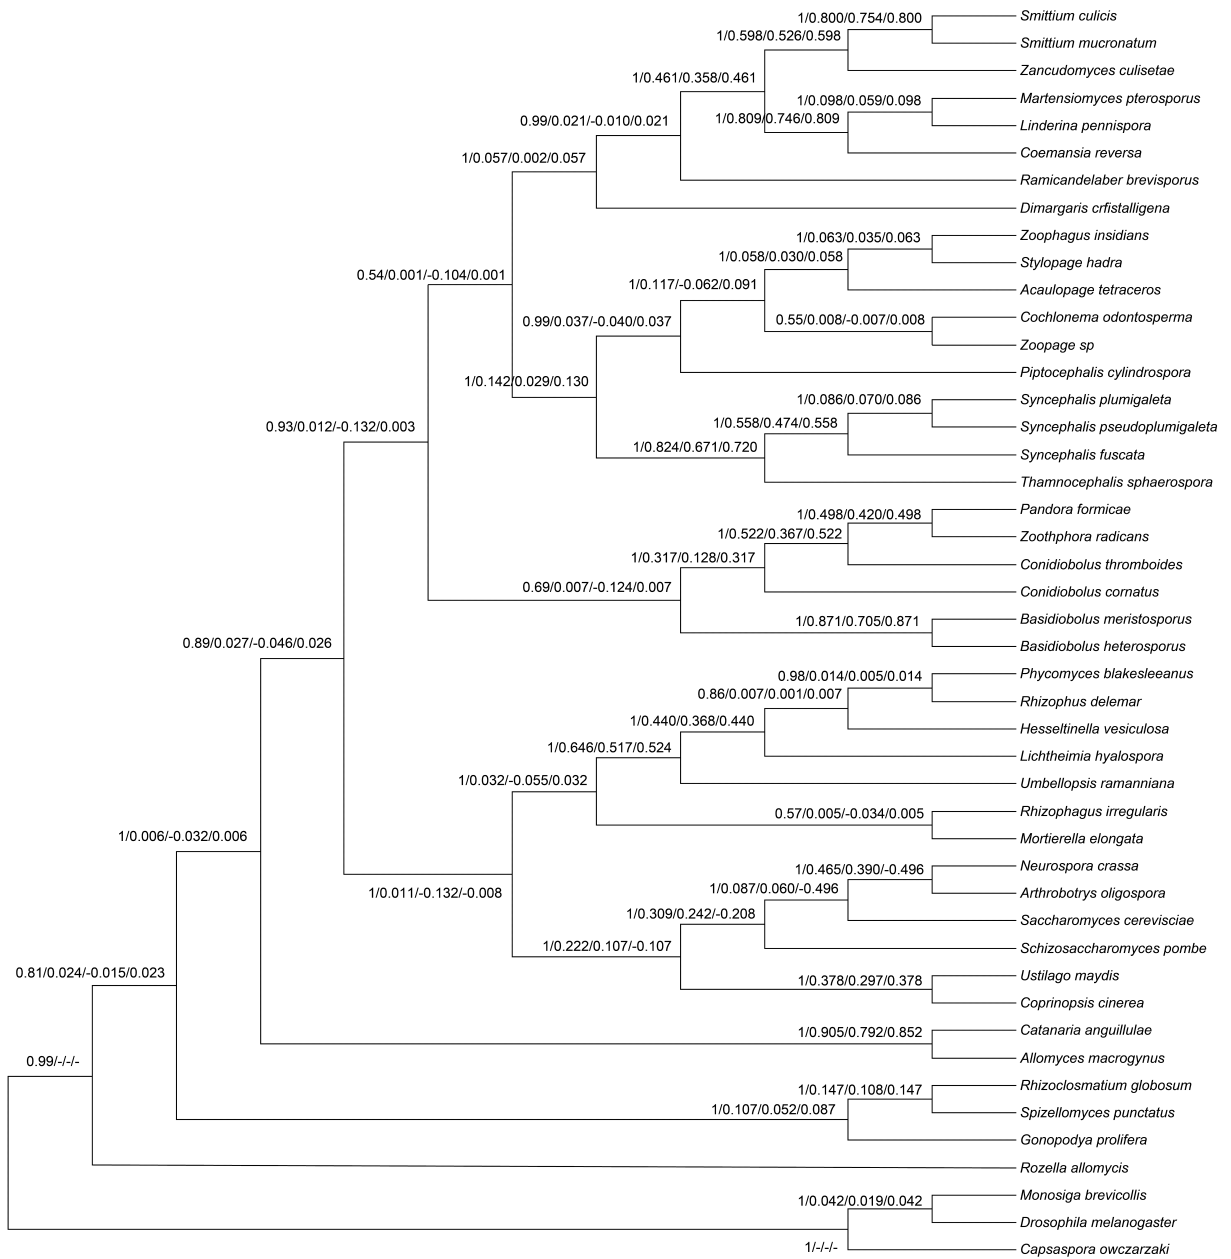 1/0.800/0.754/0.800
Smittium culicis
1/0.598/0.526/0.598
Smittium mucronatum
Zancudomyces culisetae
1/0.461/0.358/0.461
1/0.098/0.059/0.098
Martensiomyces pterosporus
0.99/0.021/-0.010/0.021
1/0.809/0.746/0.809
Linderina pennispora
1/0.057/0.002/0.057
Coemansia reversa
Ramicandelaber brevisporus
Dimargaris crfistalligena
1/0.063/0.035/0.063
Zoophagus insidians
1/0.058/0.030/0.058
Stylopage hadra
0.54/0.001/-0.104/0.001
1/0.117/-0.062/0.091
Acaulopage tetraceros
0.99/0.037/-0.040/0.037
0.55/0.008/-0.007/0.008
Cochlonema odontosperma
Zoopage sp
1/0.142/0.029/0.130
Piptocephalis cylindrospora
1/0.086/0.070/0.086
Syncephalis plumigaleta
0.93/0.012/-0.132/0.003
1/0.558/0.474/0.558
Syncephalis pseudoplumigaleta
1/0.824/0.671/0.720
Syncephalis fuscata
Thamnocephalis sphaerospora
1/0.498/0.420/0.498
Pandora formicae
1/0.522/0.367/0.522
Zoothphora radicans
1/0.317/0.128/0.317
Conidiobolus thromboides
0.69/0.007/-0.124/0.007
Conidiobolus cornatus
1/0.871/0.705/0.871
Basidiobolus meristosporus
0.89/0.027/-0.046/0.026
Basidiobolus heterosporus
0.98/0.014/0.005/0.014
Phycomyces blakesleeanus
0.86/0.007/0.001/0.007
Rhizophus delemar
1/0.440/0.368/0.440
Hesseltinella vesiculosa
1/0.646/0.517/0.524
Lichtheimia hyalospora
1/0.032/-0.055/0.032
Umbellopsis ramanniana
0.57/0.005/-0.034/0.005
Rhizophagus irregularis
1/0.006/-0.032/0.006
Mortierella elongata
1/0.465/0.390/-0.496
Neurospora crassa
1/0.011/-0.132/-0.008
1/0.087/0.060/-0.496
Arthrobotrys oligospora
1/0.309/0.242/-0.208
Saccharomyces cerevisciae
1/0.222/0.107/-0.107
Schizosaccharomyces pombe
0.81/0.024/-0.015/0.023
1/0.378/0.297/0.378
Ustilago maydis
Coprinopsis cinerea
1/0.905/0.792/0.852
Catanaria anguillulae
0.99/-/-/-
Allomyces macrogynus
1/0.147/0.108/0.147
Rhizoclosmatium globosum
1/0.107/0.052/0.087
Spizellomyces punctatus
Gonopodya prolifera
Rozella allomycis
1/0.042/0.019/0.042
Monosiga brevicollis
Drosophila melanogaster
1/-/-/-
Capsaspora owczarzaki